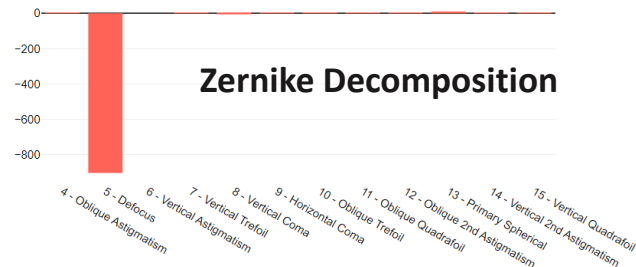 0
−200
−400
−600
−800
Zernike Decomposition
4 - Oblique Astigmatism
5 - Defocus
6 - Vertical Astigmatism
7 - Vertical Trefoil
8 - Vertical Coma
9 - Horizontal Coma
10 - Oblique Trefoil
11 - Oblique Quadrafoil
12 - Oblique 2nd Astigmatism
13 - Primary Spherical
14 - Vertical 2nd Astigmatism
15 - Vertical Quadrafoil